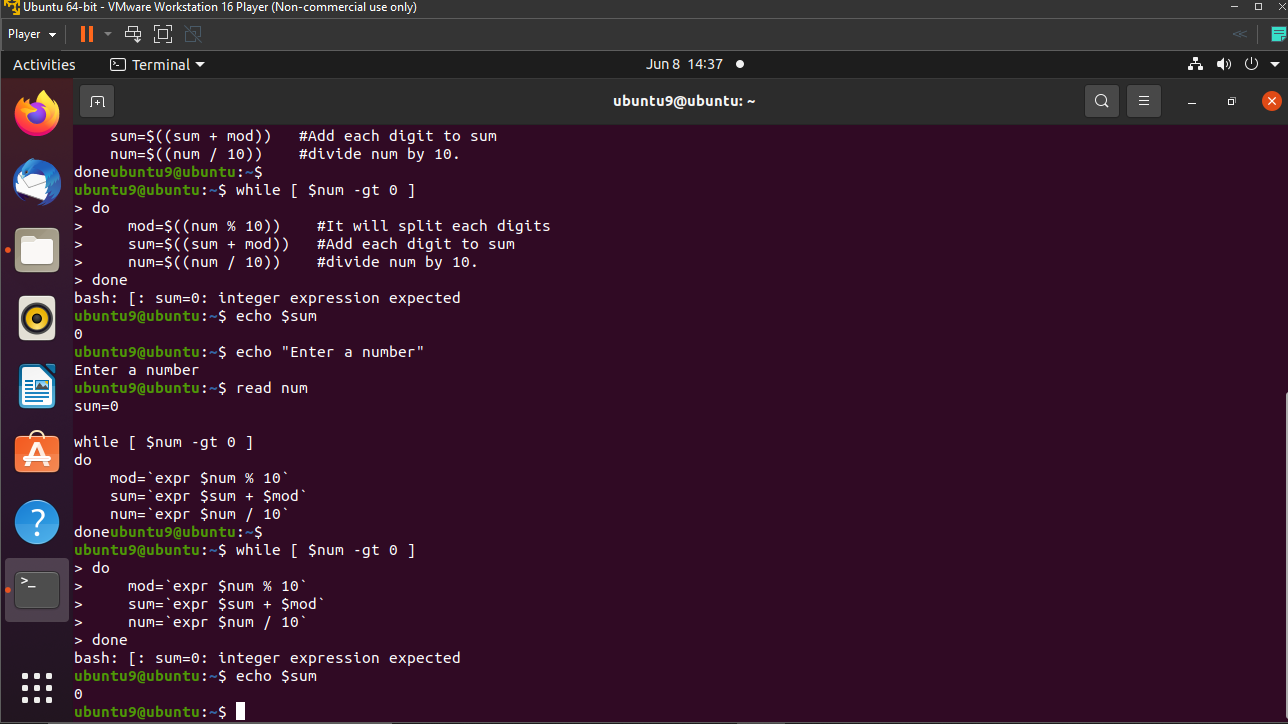 Ubuntu 64-bit - VMware Workstation 16 Player (Non-commercial use only)
Player
Activities
Terminal
Jun 8 14:37
ubuntu9@ubuntu: ~
    sum=$((sum + mod))   #Add each digit to sum
    num=$((num / 10))    #divide num by 10.
doneubuntu9@ubuntu:~$
ubuntu9@ubuntu:~$ while [ $num -gt 0 ]
> do
>     mod=$((num % 10))    #It will split each digits
>     sum=$((sum + mod))   #Add each digit to sum
>     num=$((num / 10))    #divide num by 10.
> done
bash: [: sum=0: integer expression expected
ubuntu9@ubuntu:~$ echo $sum
0
ubuntu9@ubuntu:~$ echo "Enter a number"
Enter a number
ubuntu9@ubuntu:~$ read num
sum=0

while [ $num -gt 0 ]
do
    mod=`expr $num % 10`
    sum=`expr $sum + $mod`
    num=`expr $num / 10`
doneubuntu9@ubuntu:~$
ubuntu9@ubuntu:~$ while [ $num -gt 0 ]
> do
>     mod=`expr $num % 10`
>     sum=`expr $sum + $mod`
>     num=`expr $num / 10`
> done
bash: [: sum=0: integer expression expected
ubuntu9@ubuntu:~$ echo $sum
0
ubuntu9@ubuntu:~$